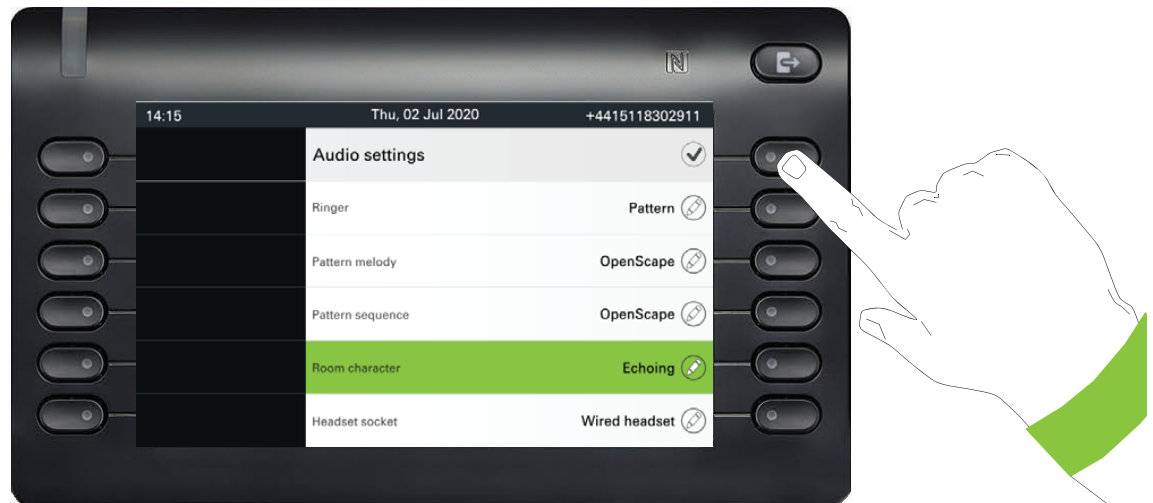 14:15 Thu, 02 Jul 2020 +4415118302911
Audio settings
Ringer Pattern
Pattern melody OpenScape
Pattern sequence OpenScape
Room character Echoing
Headset socket Wired headset